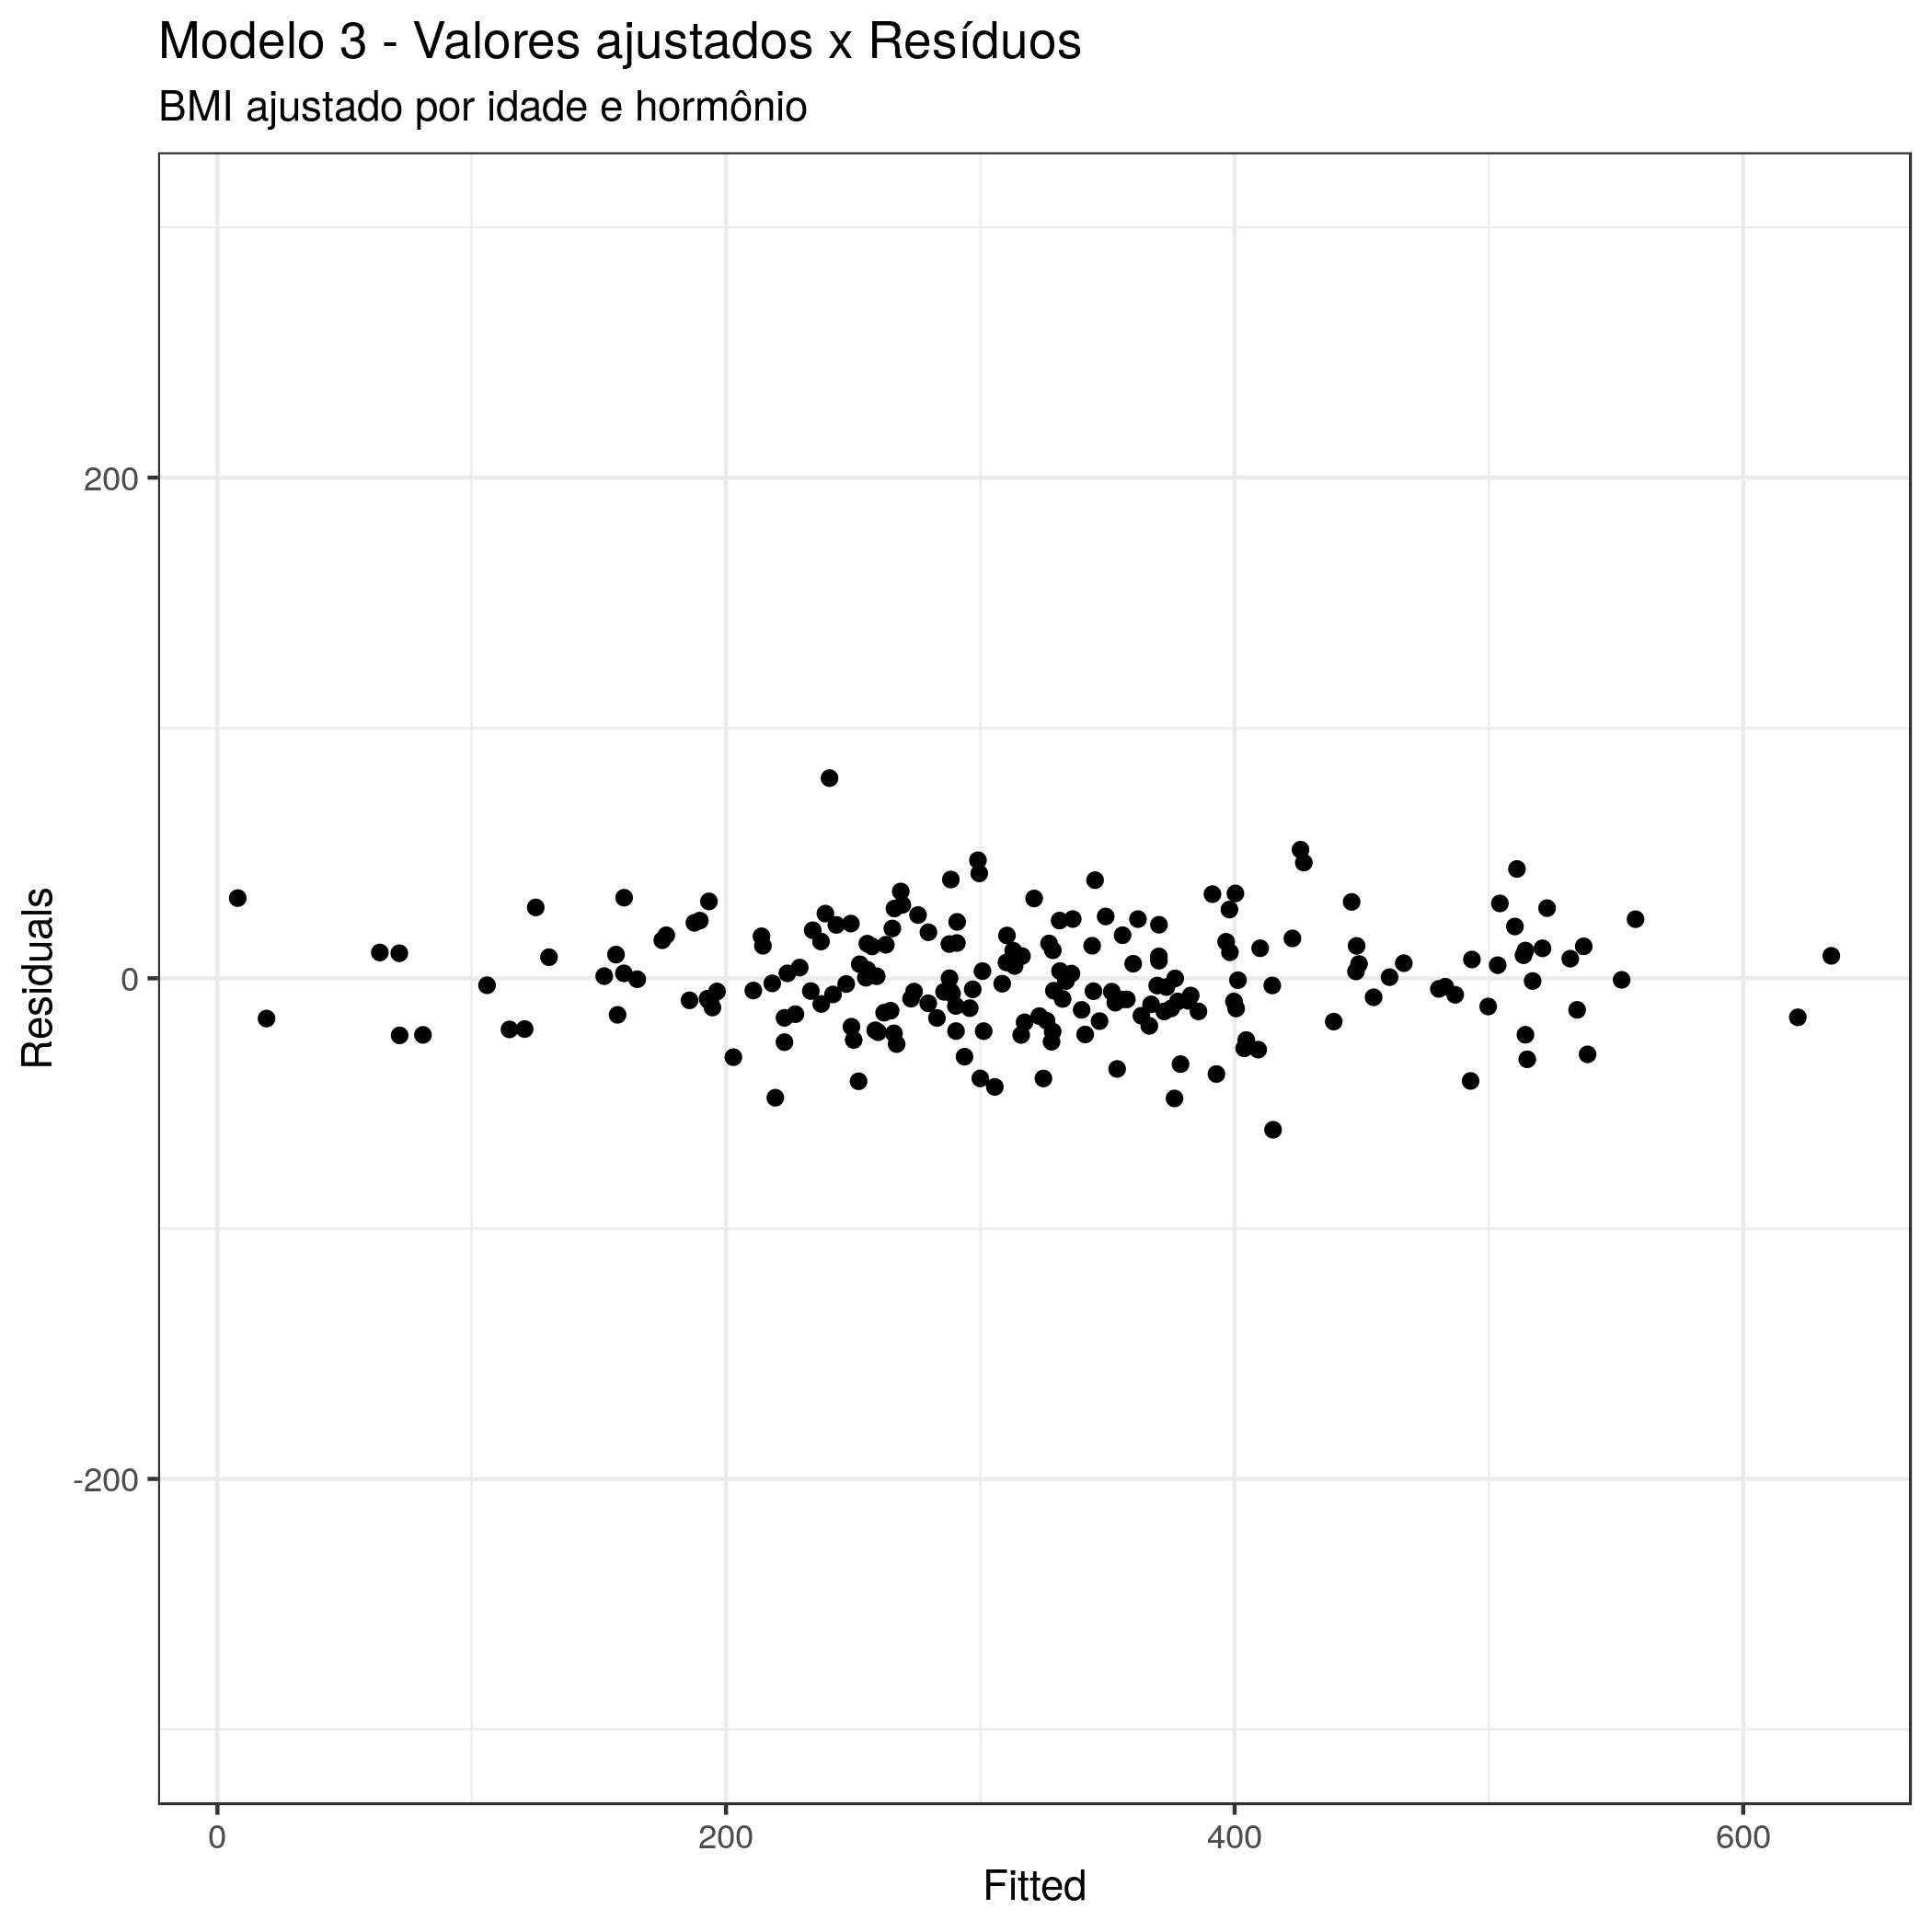 Modelo 3 - Valores ajustados x Resíduos
BMI ajustado por idade e hormônio
Residuals
200
0
-200
0
200
400
600
Fitted